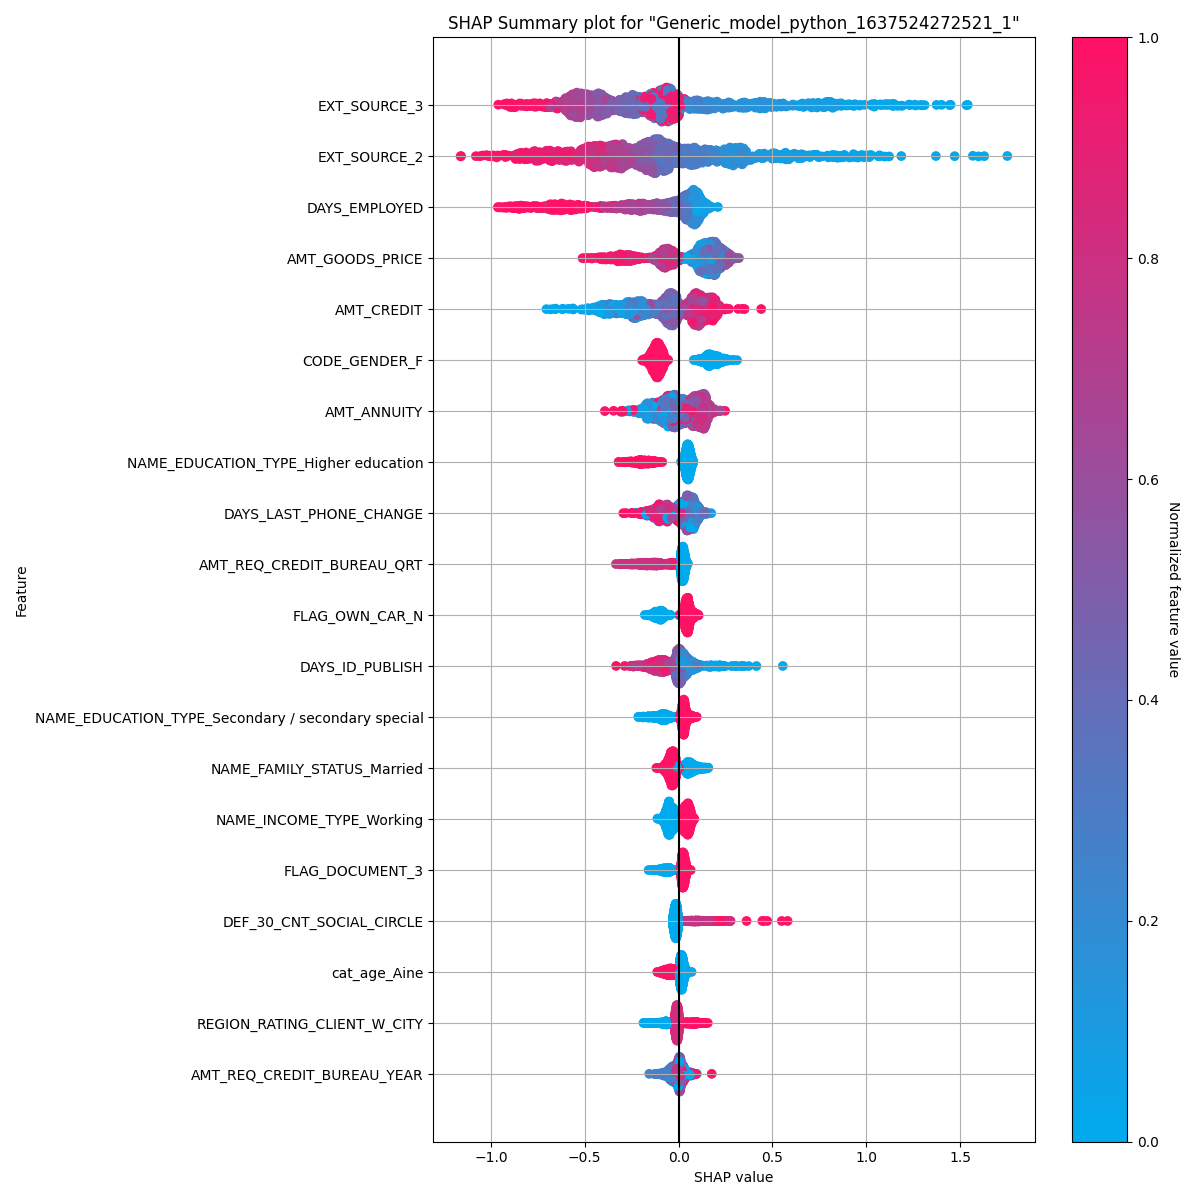 SHAP Summary plot for "Generic_model_python_1637524272521_1"
EXT_SOURCE_3
EXT_SOURCE_2
DAYS_EMPLOYED
AMT_GOODS_PRICE
AMT_CREDIT
CODE_GENDER_F
AMT_ANNUITY
NAME_EDUCATION_TYPE_Higher education
DAYS_LAST_PHONE_CHANGE
AMT_REQ_CREDIT_BUREAU_QRT
FLAG_OWN_CAR_N
DAYS_ID_PUBLISH
NAME_EDUCATION_TYPE_Secondary / secondary special
NAME_FAMILY_STATUS_Married
NAME_INCOME_TYPE_Working
FLAG_DOCUMENT_3
DEF_30_CNT_SOCIAL_CIRCLE
cat_age_Aine
REGION_RATING_CLIENT_W_CITY
AMT_REQ_CREDIT_BUREAU_YEAR
Feature
−1.0 −0.5 0.0 0.5 1.0 1.5
SHAP value
1.0
0.8
0.6
0.4
0.2
0.0
Normalized feature value